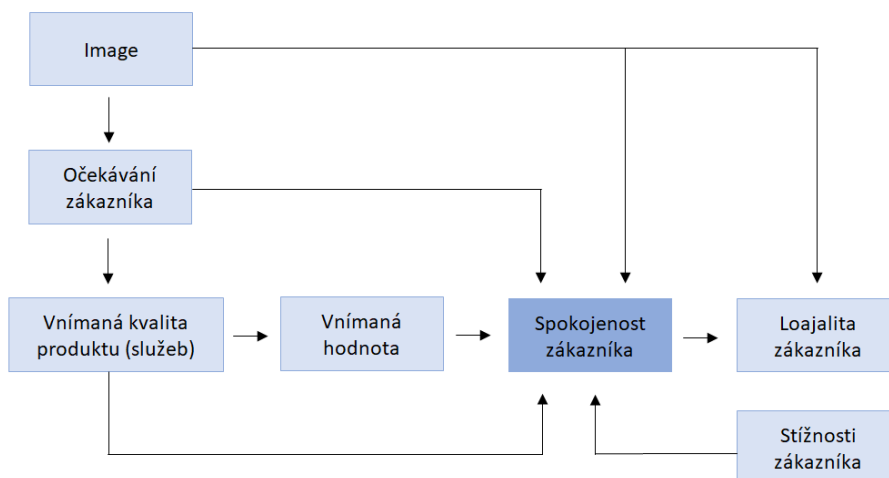 Image
Očekávání
zákazníka
Vnímaná kvalita
produktu (služeb)
Vnímaná
hodnota
Spokojenost
zákazníka
Loajalita
zákazníka
Stížnosti
zákazníka